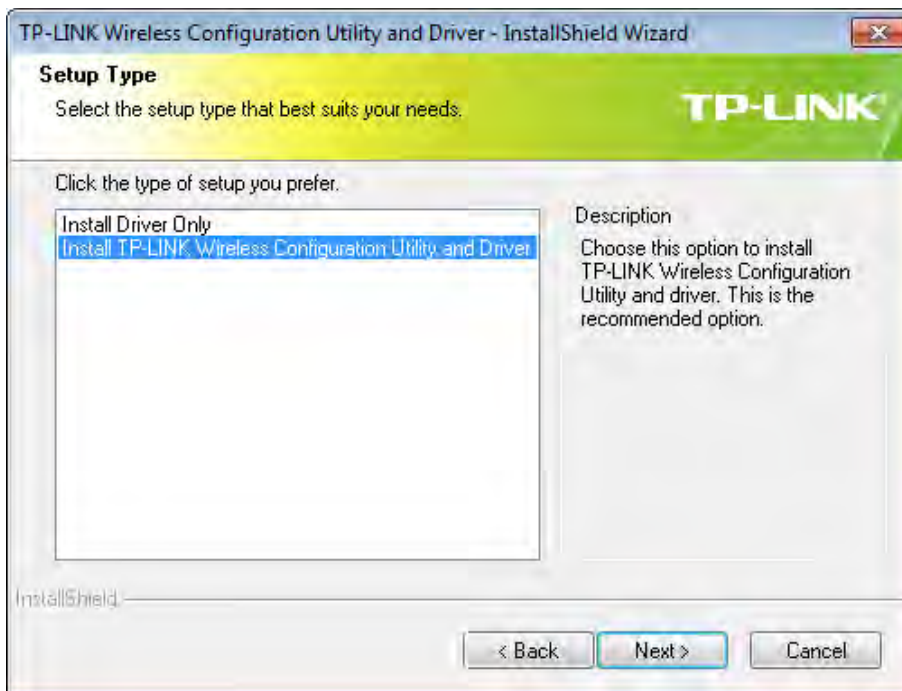 TP-LINK Wireless Configuration Utility and Driver - InstallShield Wizard
Setup Type
Select the setup type that best suits your needs.
TP-LINK
Click the type of setup you prefer.
Install Driver Only
Install TP-LINK Wireless Configuration Utility and Driver
Description
Choose this option to install
TP-LINK Wireless Configuration
Utility and driver. This is the
recommended option.
InstallShield
< Back
Next >
Cancel